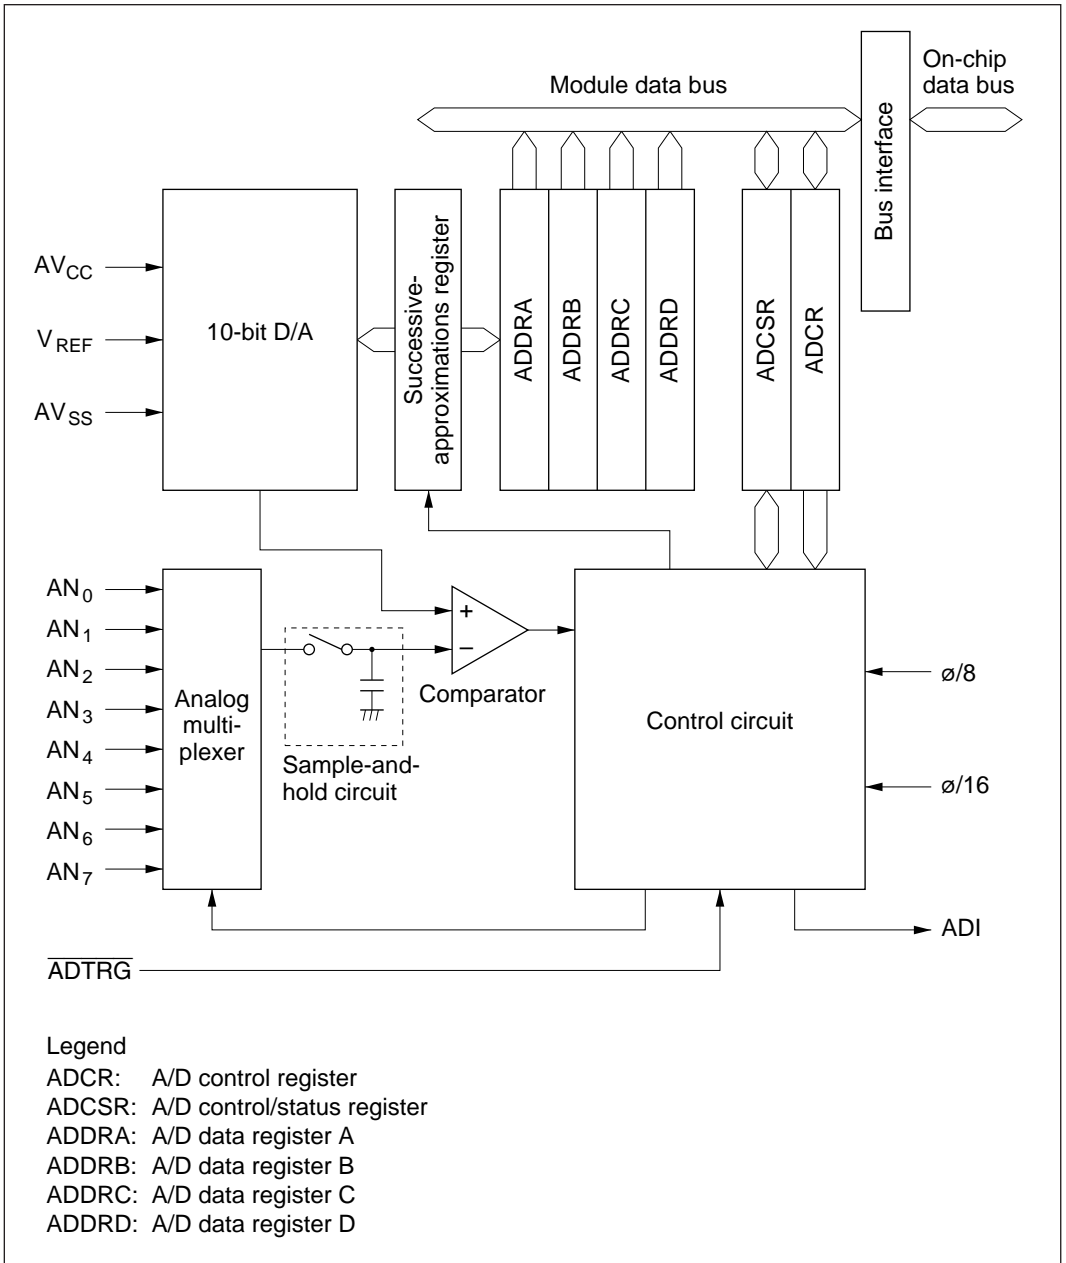 On-chip
data bus
Module data bus
Bus interface
AVCC
VREF
AVSS
10-bit D/A
Successive-
approximations register
ADDRA
ADDRB
ADDRC
ADDRD
ADCSR
ADCR
AN0
AN1
AN2
AN3
AN4
AN5
AN6
AN7
Analog
multi-
plexer
Sample-and-
hold circuit
+
−
Comparator
Control circuit
ø/8
ø/16
ADI
ADTRG
Legend
ADCR: A/D control register
ADCSR: A/D control/status register
ADDRA: A/D data register A
ADDRB: A/D data register B
ADDRC: A/D data register C
ADDRD: A/D data register D